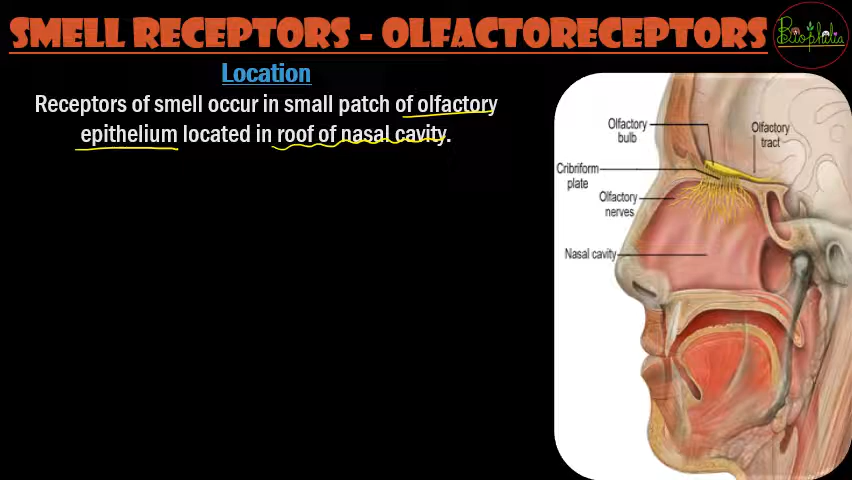 SMELL RECEPTORS - OLFACTORECEPTORS
Biophilia
Location
Receptors of smell occur in small patch of olfactory
epithelium located in roof of nasal cavity.
Olfactory
bulb
Olfactory
tract
Cribriform
plate
Olfactory
nerves
Nasal cavity